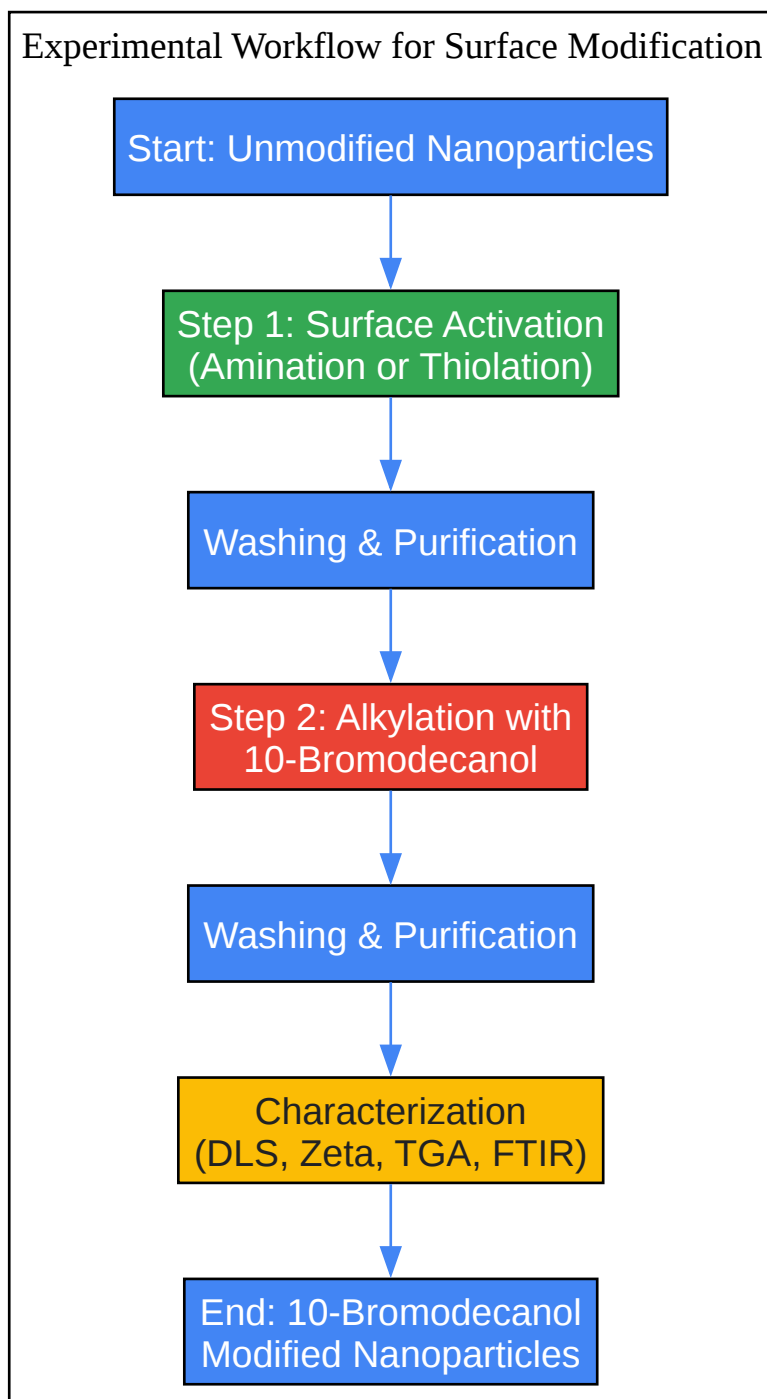 Experimental Workflow for Surface Modification
Start: Unmodified Nanoparticles
Step 1: Surface Activation
(Amination or Thiolation)
Washing & Purification
Step 2: Alkylation with
10-Bromodecanol
Washing & Purification
Characterization
(DLS, Zeta, TGA, FTIR)
End: 10-Bromodecanol
Modified Nanoparticles